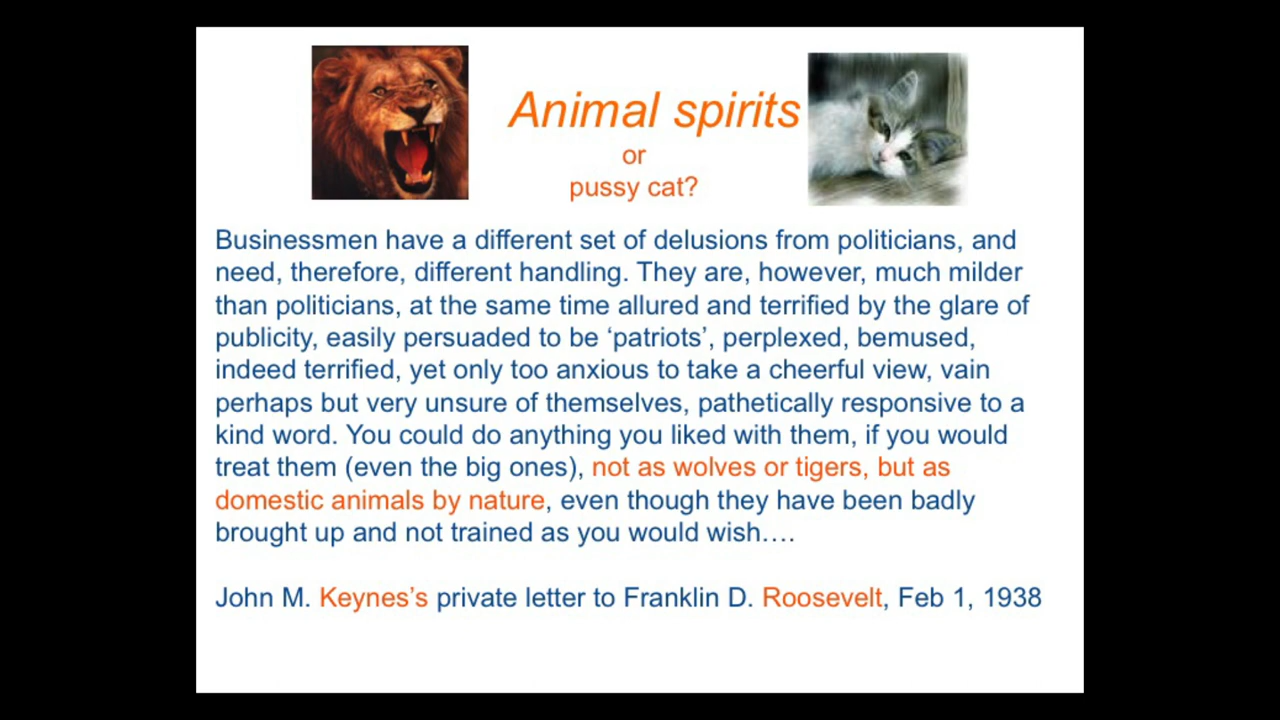 Animal spirits
or
pussy cat?
Businessmen have a different set of delusions from politicians, and
need, therefore, different handling. They are, however, much milder
than politicians, at the same time allured and terrified by the glare of
publicity, easily persuaded to be ‘patriots’, perplexed, bemused,
indeed terrified, yet only too anxious to take a cheerful view, vain
perhaps but very unsure of themselves, pathetically responsive to a
kind word. You could do anything you liked with them, if you would
treat them (even the big ones), not as wolves or tigers, but as
domestic animals by nature, even though they have been badly
brought up and not trained as you would wish….
John M. Keynes’s private letter to Franklin D. Roosevelt, Feb 1, 1938